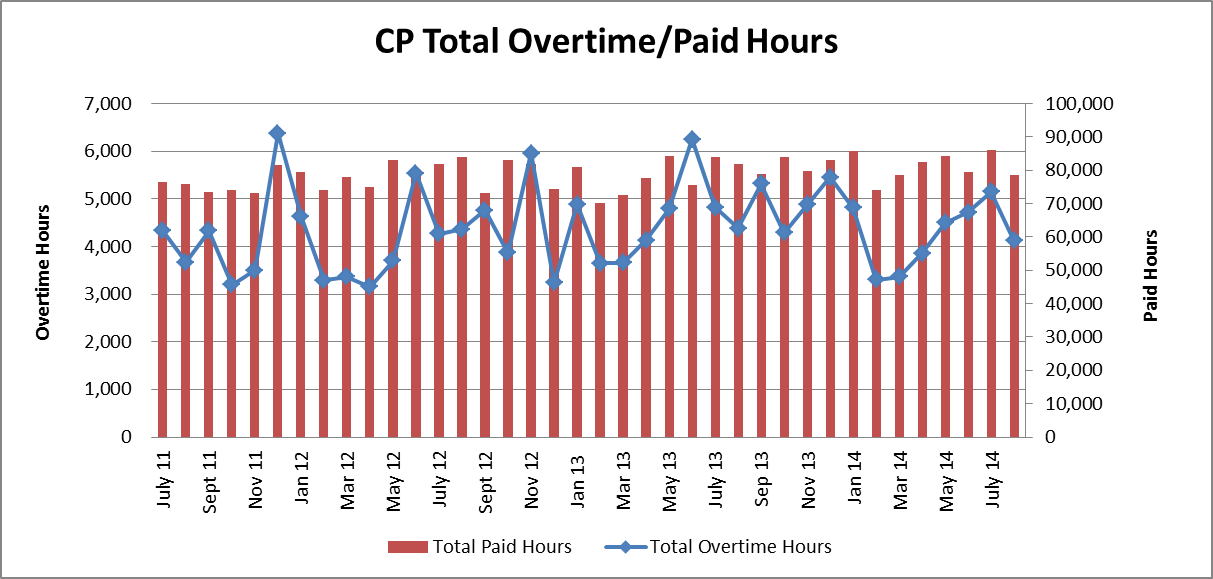 CP Total Overtime/Paid Hours
7,000
6,000
5,000
4,000
3,000
2,000
1,000
0
Overtime Hours
100,000
90,000
80,000
70,000
60,000
50,000
40,000
30,000
20,000
10,000
0
Paid Hours
July 11
Sept 11
Nov 11
Jan 12
Mar 12
May 12
July 12
Sept 12
Nov 12
Jan 13
Mar 13
May 13
July 13
Sep 13
Nov 13
Jan 14
Mar 14
May 14
July 14
Total Paid Hours
Total Overtime Hours